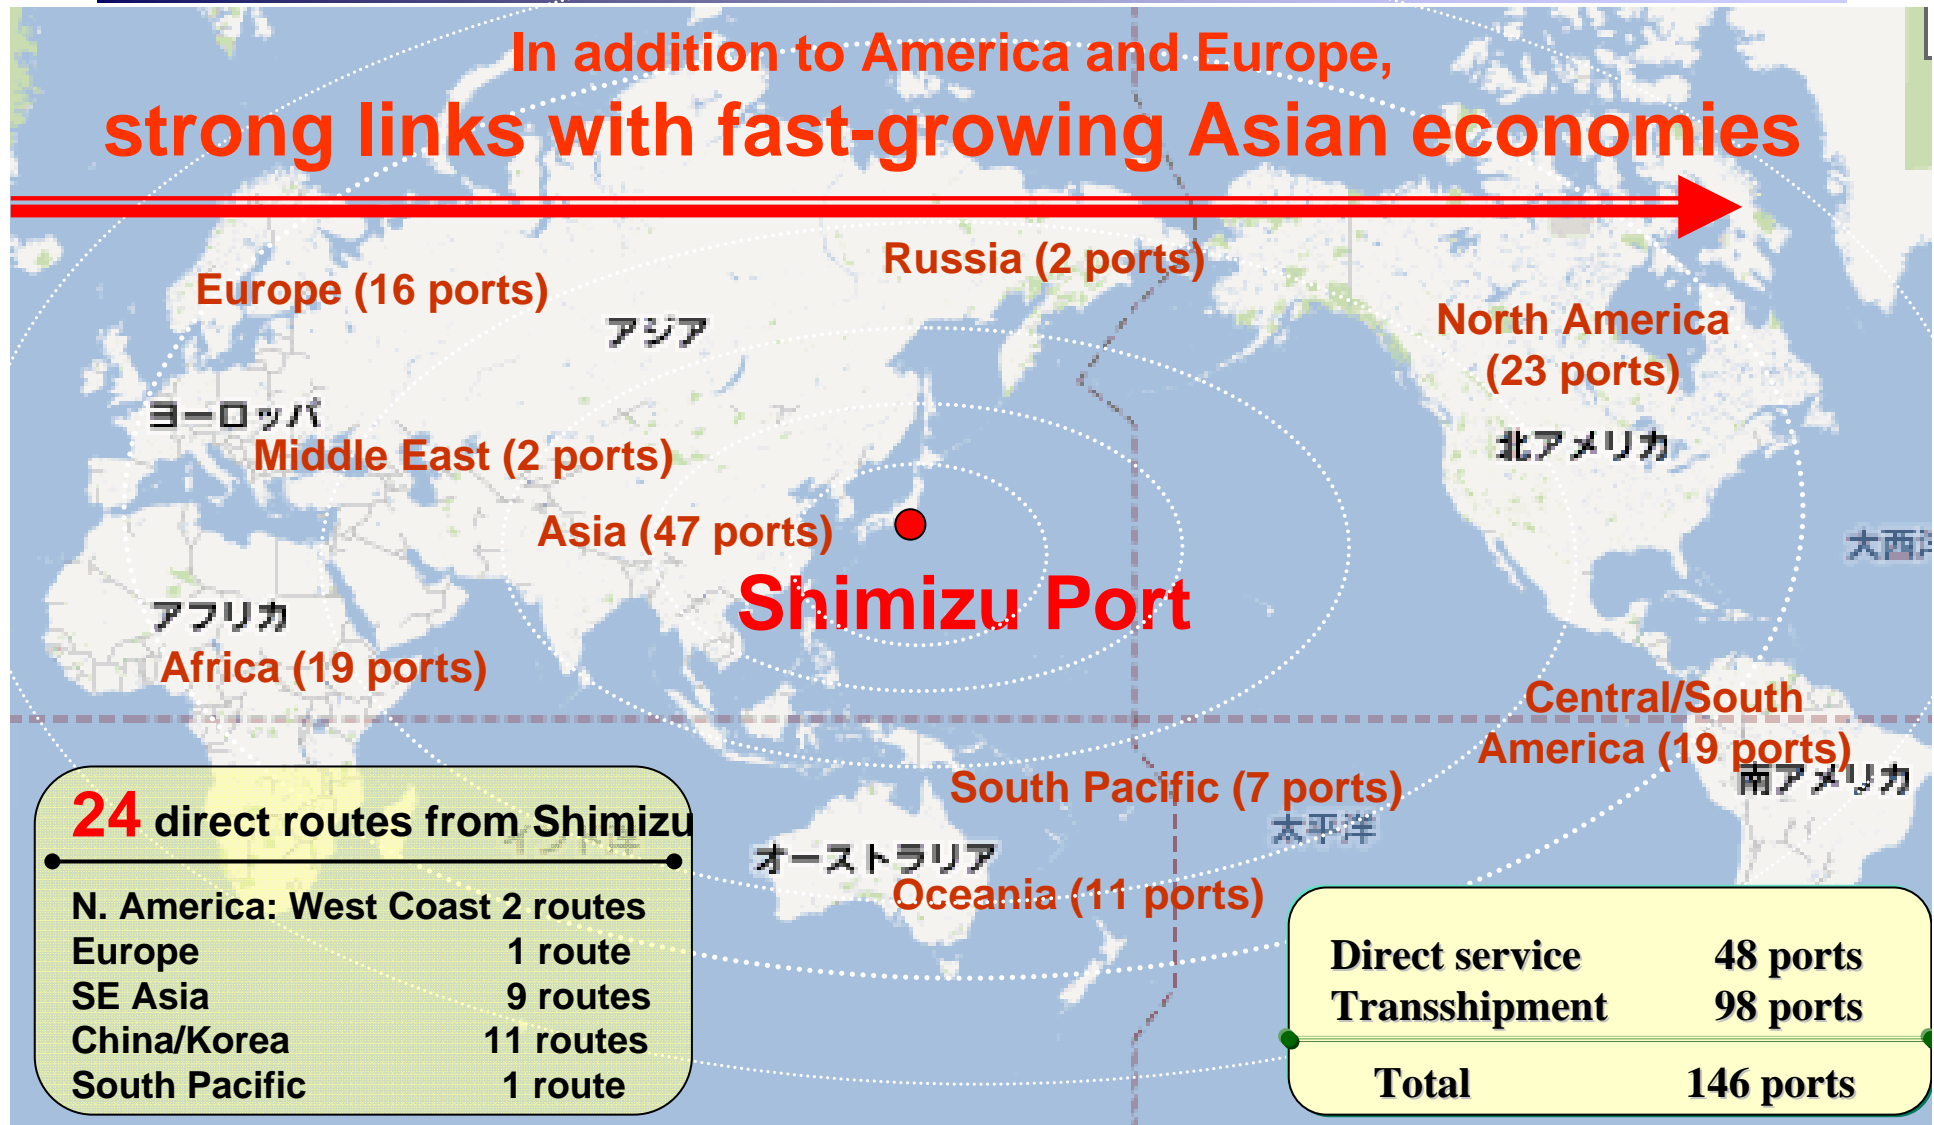 In addition to America and Europe,
strong links with fast-growing Asian economies
Russia (2 ports)
Europe (16 ports)
アジア
North America
(23 ports)
ヨーロッパ
北アメリカ
Middle East (2 ports)
Asia (47 ports)
Shimizu Port
アフリカ
Africa (19 ports)
Central/South
America (19 ports)
南アメリカ
South Pacific (7 ports)
太平洋
オーストラリア
Oceania (11 ports)
24 direct routes from Shimizu
N. America: West Coast 2 routes
Europe 1 route
SE Asia 9 routes
China/Korea 11 routes
South Pacific 1 route
Direct service 48 ports
Transshipment 98 ports
Total 146 ports